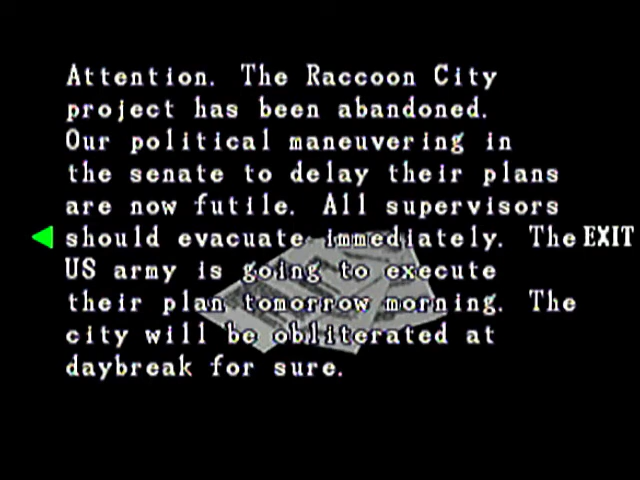 Attention. The Raccoon City
project has been abandoned.
Our political maneuvering in
the senate to delay their plans
are now futile. All supervisors
should evacuate immediately. The
EXIT
US army is going to execute
their plan tomorrow morning. The
city will be obliterated at
daybreak for sure.